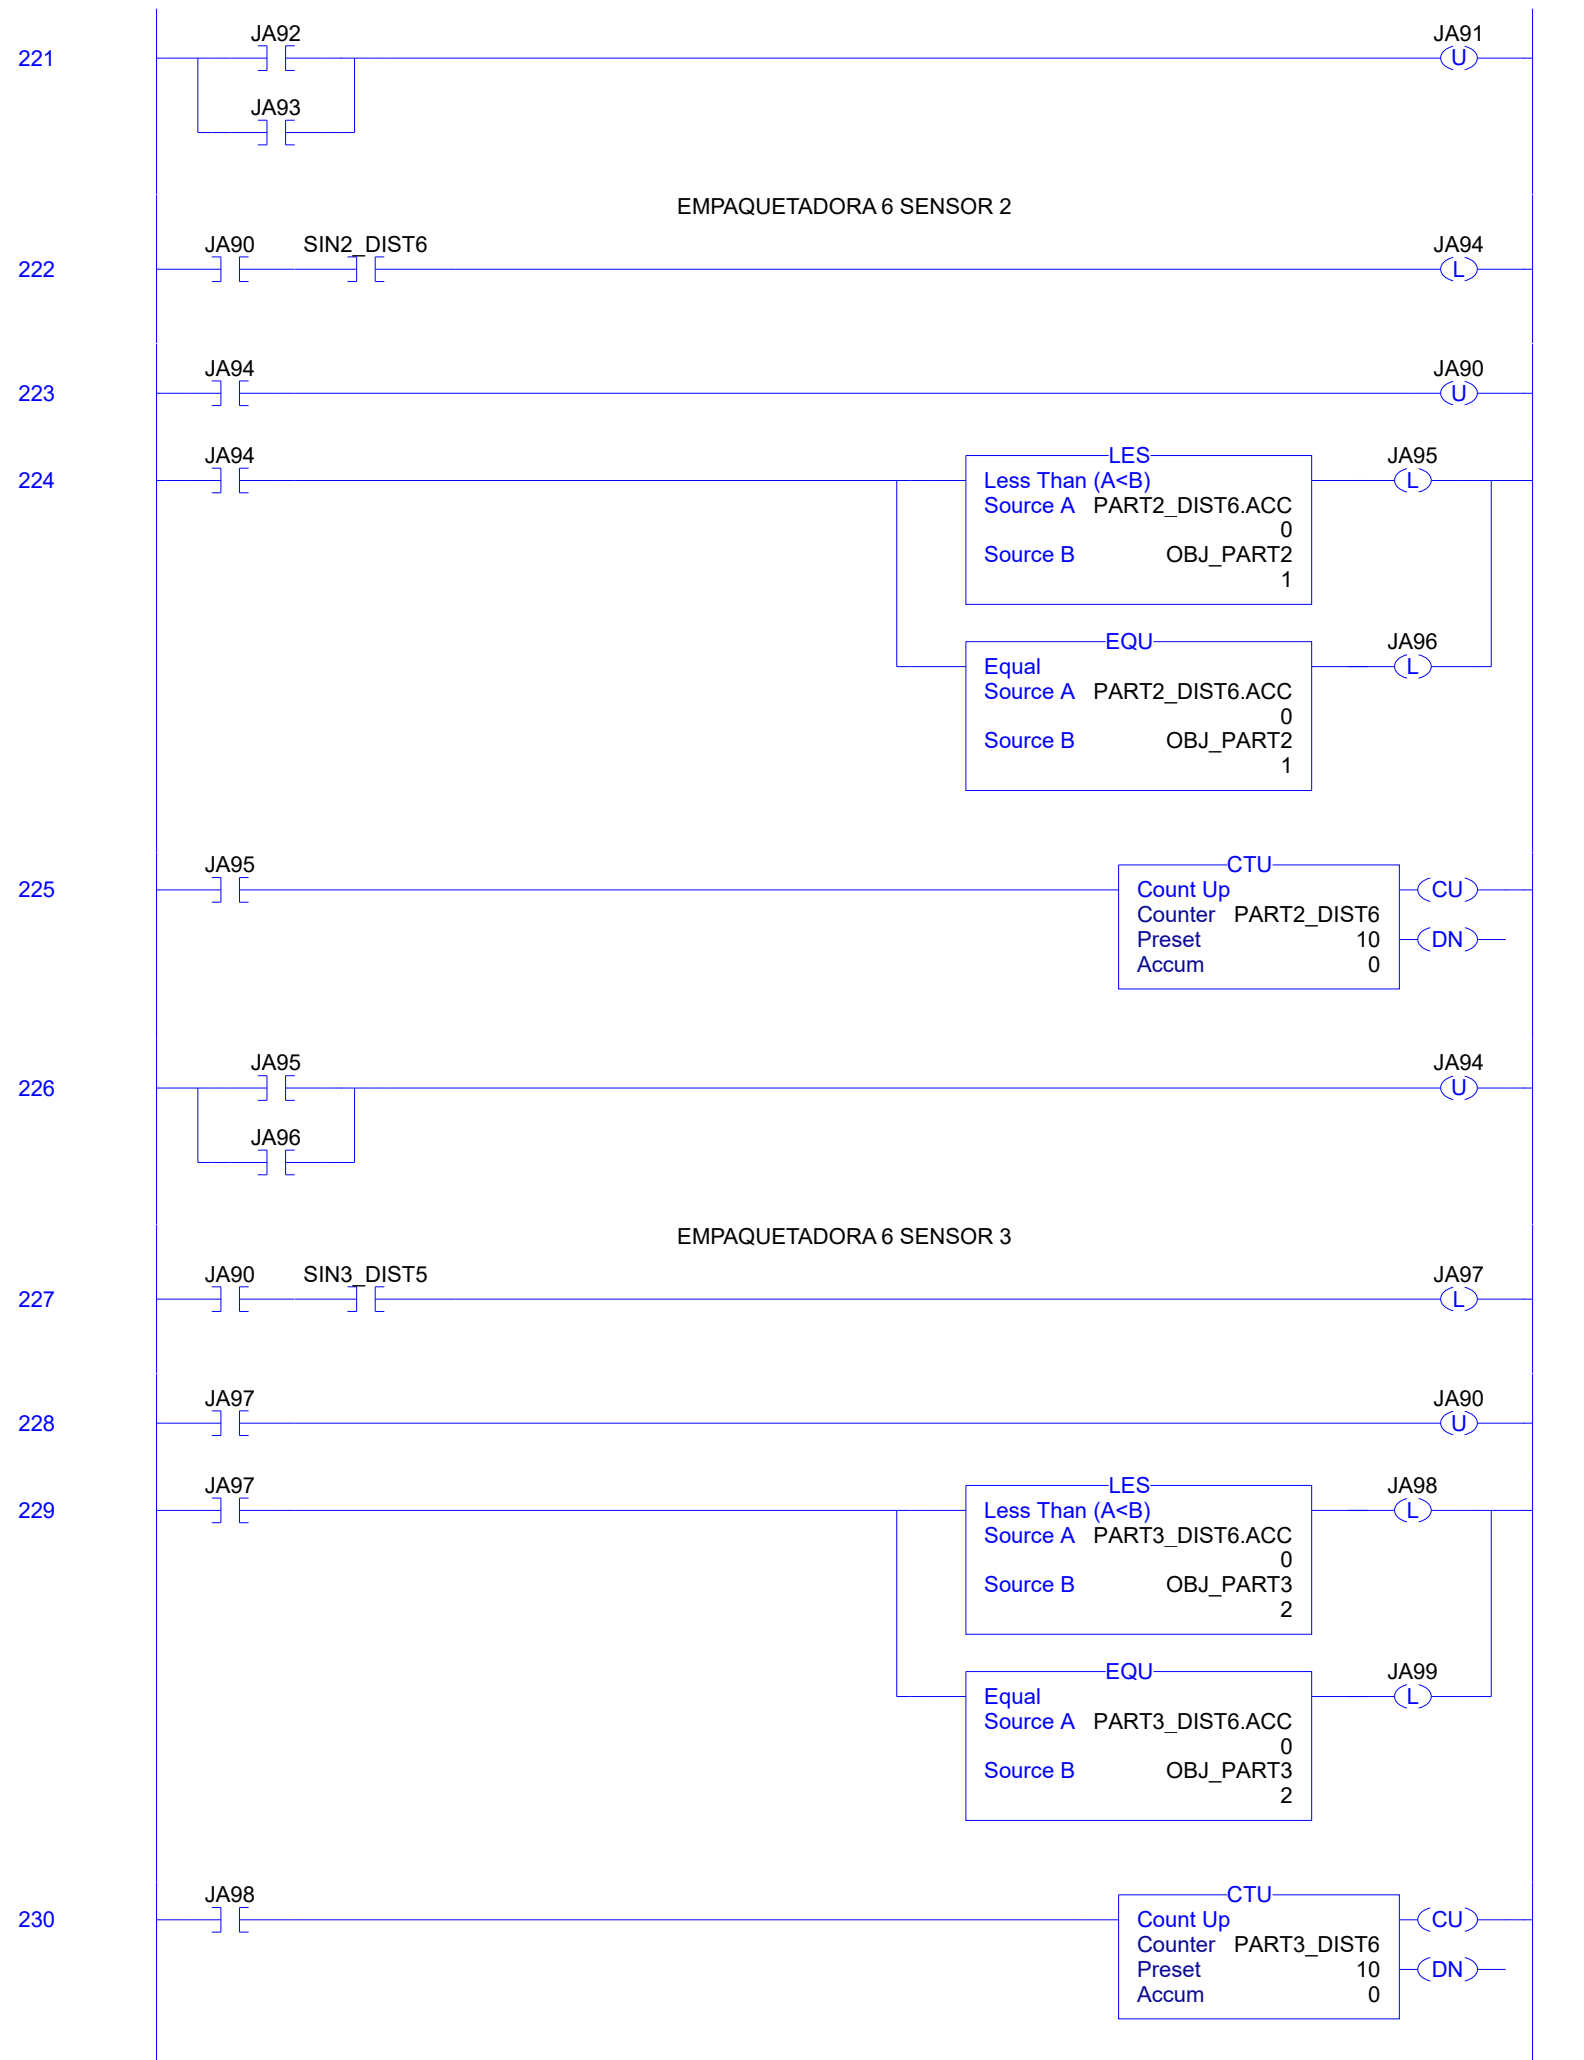 JA92 JA91
221 U
JA93
EMPAQUETADORA 6 SENSOR 2
JA90 SIN2_DIST6 JA94
222 L
JA94 JA90
223 U
JA94 LES JA95
224 Less Than (A<B) L
Source A PART2_DIST6.ACC
0
Source B OBJ_PART2
1
EQU JA96
Equal L
Source A PART2_DIST6.ACC
0
Source B OBJ_PART2
1
JA95 CTU
225 Count Up CU
Counter PART2_DIST6
Preset 10 DN
Accum 0
JA95 JA94
226 U
JA96
EMPAQUETADORA 6 SENSOR 3
JA90 SIN3_DIST5 JA97
227 L
JA97 JA90
228 U
JA97 LES JA98
229 Less Than (A<B) L
Source A PART3_DIST6.ACC
0
Source B OBJ_PART3
2
EQU JA99
Equal L
Source A PART3_DIST6.ACC
0
Source B OBJ_PART3
2
JA98 CTU
230 Count Up CU
Counter PART3_DIST6
Preset 10 DN
Accum 0